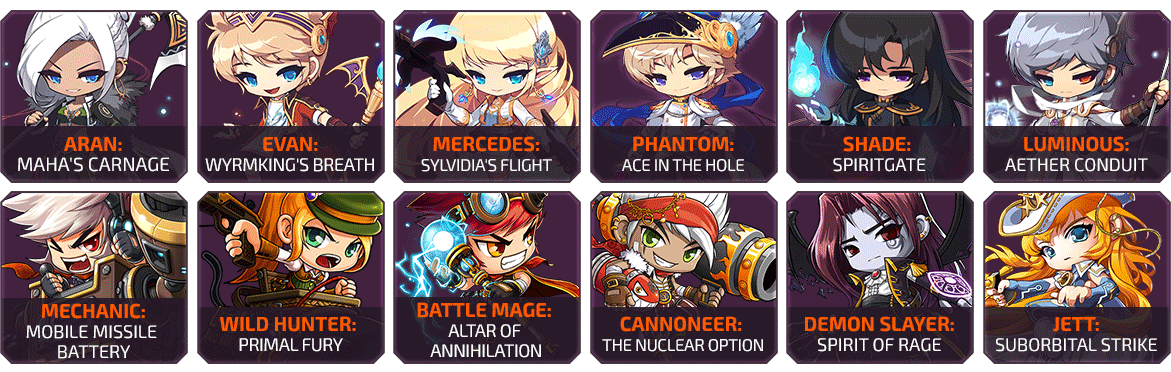 ARAN:
MAHA'S CARNAGE
EVAN:
WYRMKING'S BREATH
MERCEDES:
SYLVIDIA'S FLIGHT
PHANTOM:
ACE IN THE HOLE
SHADE:
SPIRITGATE
LUMINOUS:
AETHER CONDUIT
MECHANIC:
MOBILE MISSILE
BATTERY
WILD HUNTER:
PRIMAL FURY
BATTLE MAGE:
ALTAR OF
ANNIHILATION
CANNONEER:
THE NUCLEAR OPTION
DEMON SLAYER:
SPIRIT OF RAGE
JETT:
SUBORBITAL STRIKE